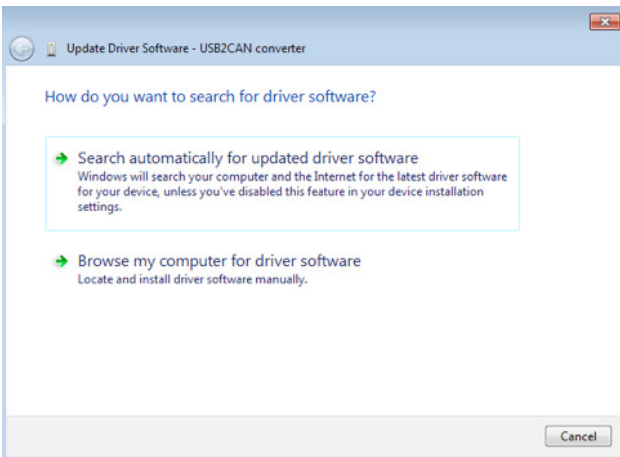 Update Driver Software - USB2CAN converter
How do you want to search for driver software?
Search automatically for updated driver software
Windows will search your computer and the Internet for the latest driver software
for your device, unless you've disabled this feature in your device installation
settings.
Browse my computer for driver software
Locate and install driver software manually.
Cancel